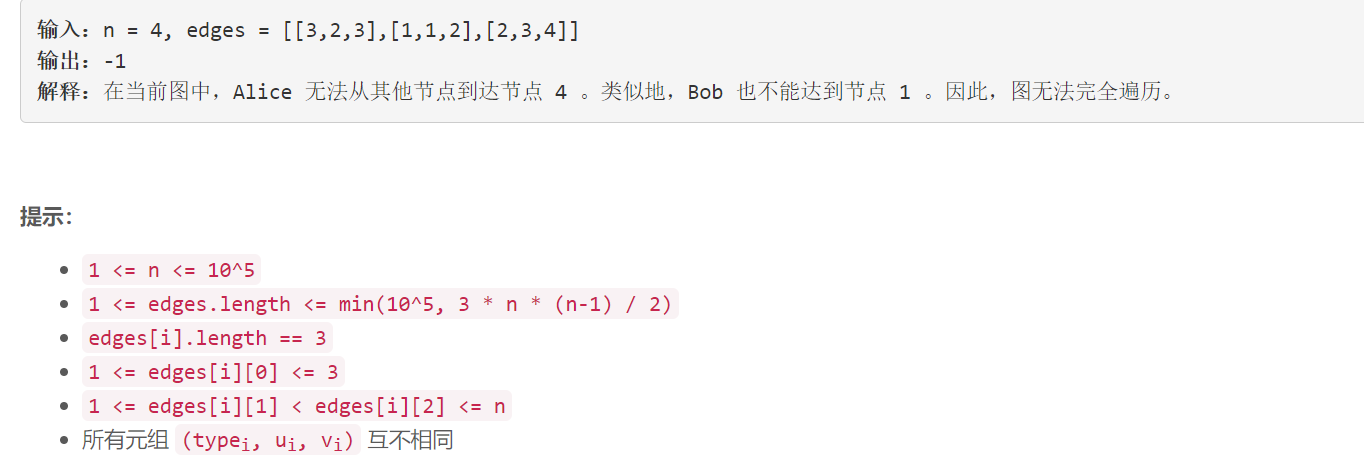 输入：n = 4, edges = [[3,2,3],[1,1,2],[2,3,4]]
输出：-1
解释：在当前图中，Alice 无法从其他节点到达节点 4 。类似地，Bob 也不能达到节点 1 。因此，图无法完全遍历。
提示：
1 <= n <= 10^5
1 <= edges.length <= min(10^5, 3 * n * (n-1) / 2)
edges[i].length == 3
1 <= edges[i][0] <= 3
1 <= edges[i][1] < edges[i][2] <= n
所有元组 (typeᵢ, uᵢ, vᵢ) 互不相同